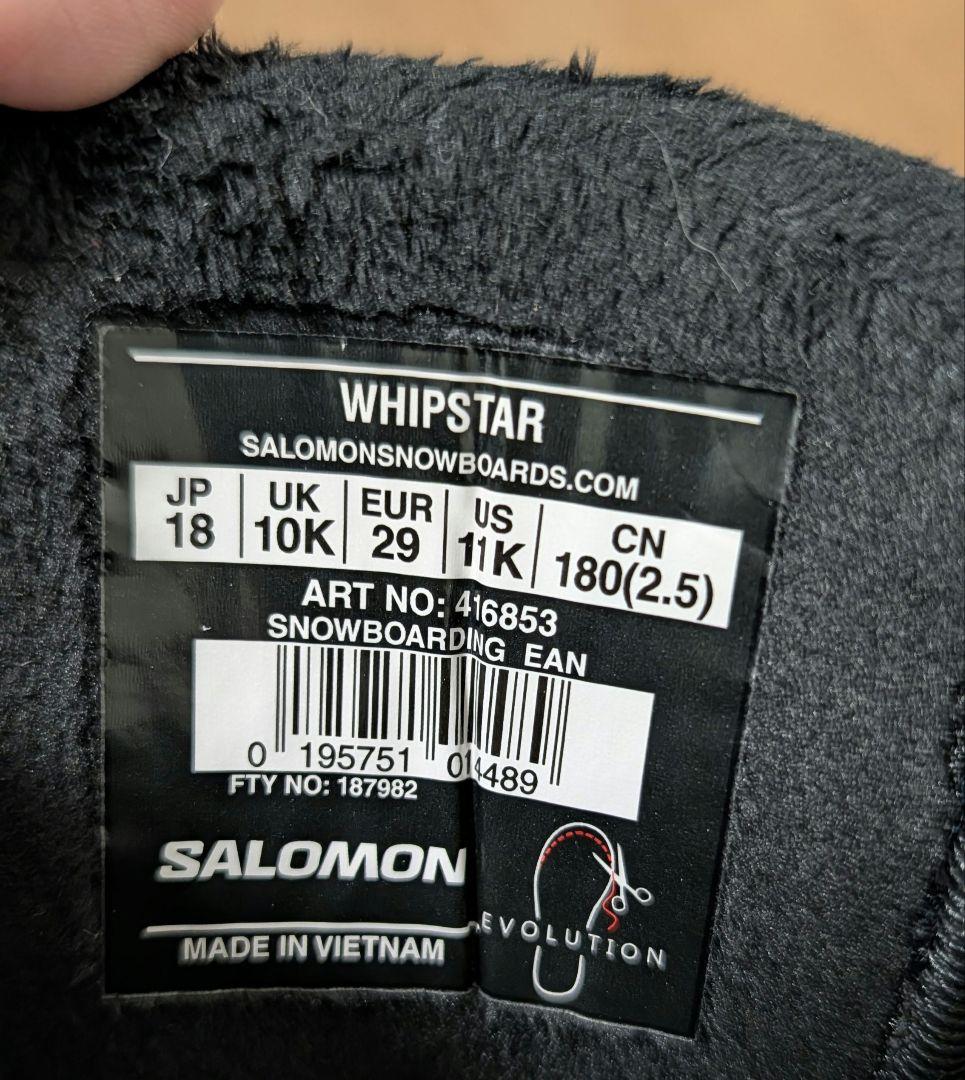 WHIPSTAR
SALOMONSNOWBOARDS.COM
JP UK EUR US CN
18 10K 29 11K 180(2.5)
ART NO: 416853
SNOWBOARDING EAN
0 195751 014489
FTY NO: 187982
SALOMON
EVOLUTION
MADE IN VIETNAM